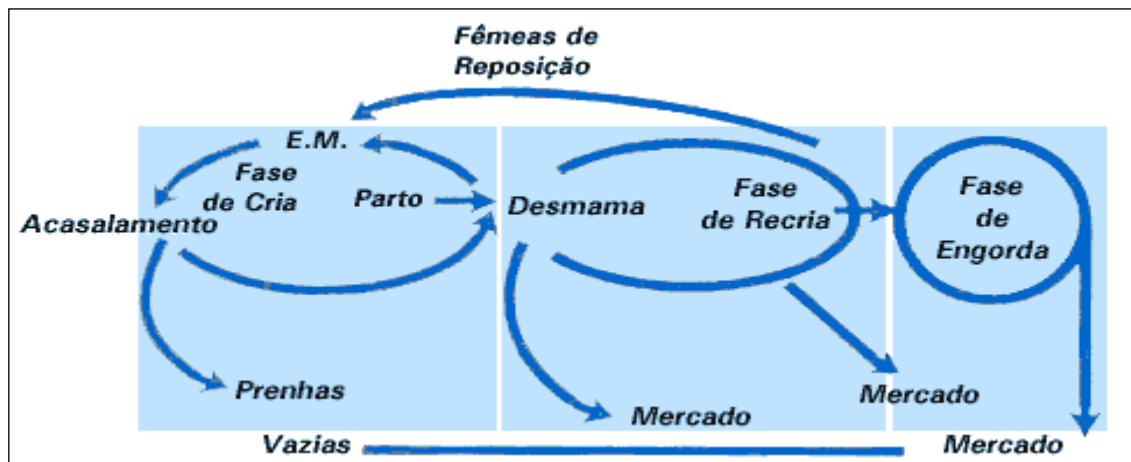 Fêmeas de
Reposição
E.M.
Fase
de Cria
Parto
Acasalamento
Desmama
Fase
de Recria
Fase
de
Engorda
Prenhas
Mercado
Mercado
Vazias
Mercado